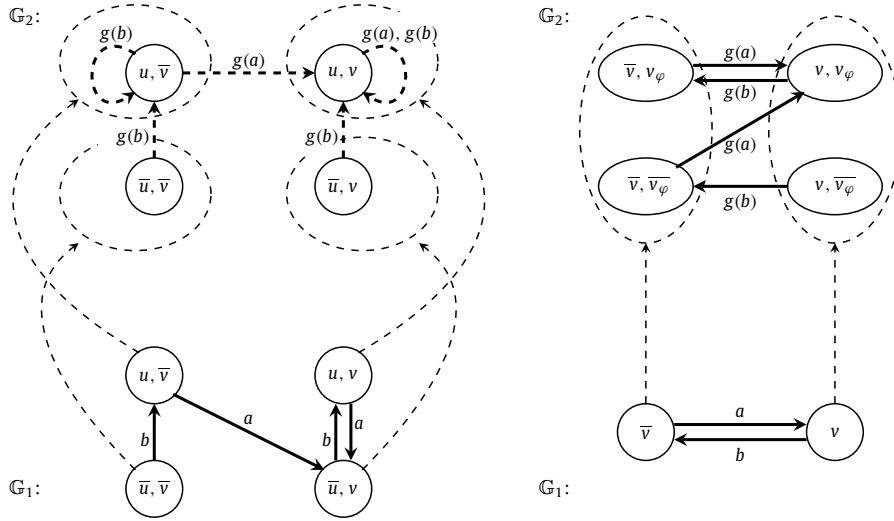 𝔾₂:
g(b)
u, v̅
g(a)
u, v
g(a), g(b)
g(b)
g(b)
u̅, v̅
u̅, v
u, v̅
u, v
b
a
b
a
𝔾₁:
u̅, v̅
u̅, v
𝔾₂:
v̅, v_φ
g(a)
g(b)
v, v_φ
g(a)
v̅, v̅_φ̅
v, v̅_φ̅
g(b)
v̅
a
b
v
𝔾₁: